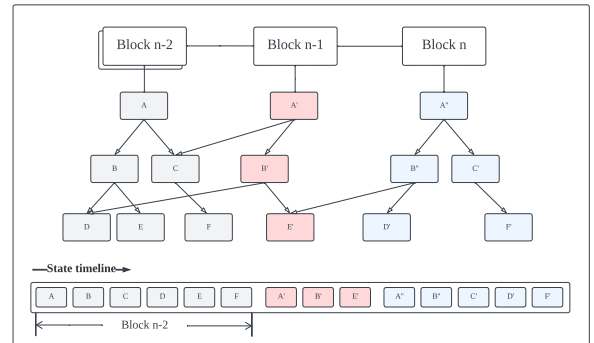 Block n-2 Block n-1 Block n
A A' A"
B C B' B" C'
D E F E' D' F'
State timeline
A B C D E F A' B' E' A" B" C' D' F'
Block n-2